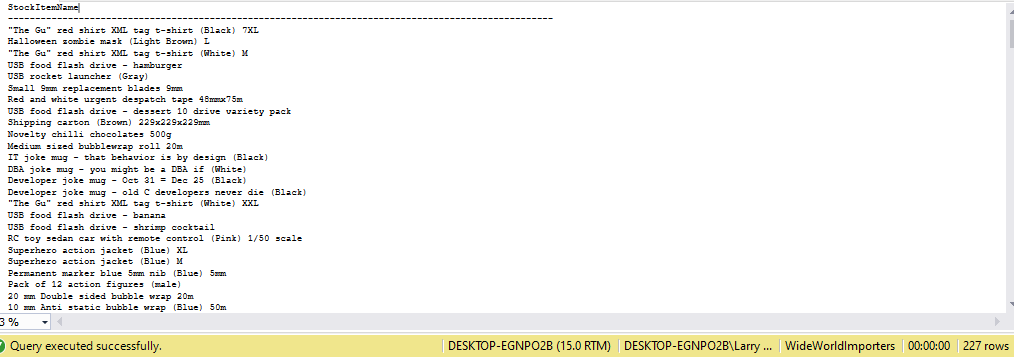 StockItemName
----------------------------------------------------------------------------------------------------
"The Gu" red shirt XML tag t-shirt (Black) 7XL
Halloween zombie mask (Light Brown) L
"The Gu" red shirt XML tag t-shirt (White) M
USB food flash drive - hamburger
USB rocket launcher (Gray)
Small 9mm replacement blades 9mm
Red and white urgent despatch tape 48mmx75m
USB food flash drive - dessert 10 drive variety pack
Shipping carton (Brown) 229x229x229mm
Novelty chilli chocolates 500g
Medium sized bubblewrap roll 20m
IT joke mug - that behavior is by design (Black)
DBA joke mug - you might be a DBA if (White)
Developer joke mug - Oct 31 = Dec 25 (Black)
Developer joke mug - old C developers never die (Black)
"The Gu" red shirt XML tag t-shirt (White) XXL
USB food flash drive - banana
USB food flash drive - shrimp cocktail
RC toy sedan car with remote control (Pink) 1/50 scale
Superhero action jacket (Blue) XL
Superhero action jacket (Blue) M
Permanent marker blue 5mm nib (Blue) 5mm
Pack of 12 action figures (male)
20 mm Double sided bubble wrap 20m
10 mm Anti static bubble wrap (Blue) 50m
3 %
Query executed successfully. DESKTOP-EGNPO2B (15.0 RTM) DESKTOP-EGNPO2B\Larry ... WideWorldImporters 00:00:00 227 rows